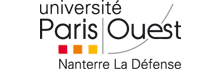 université
Paris Ouest
Nanterre La Défense